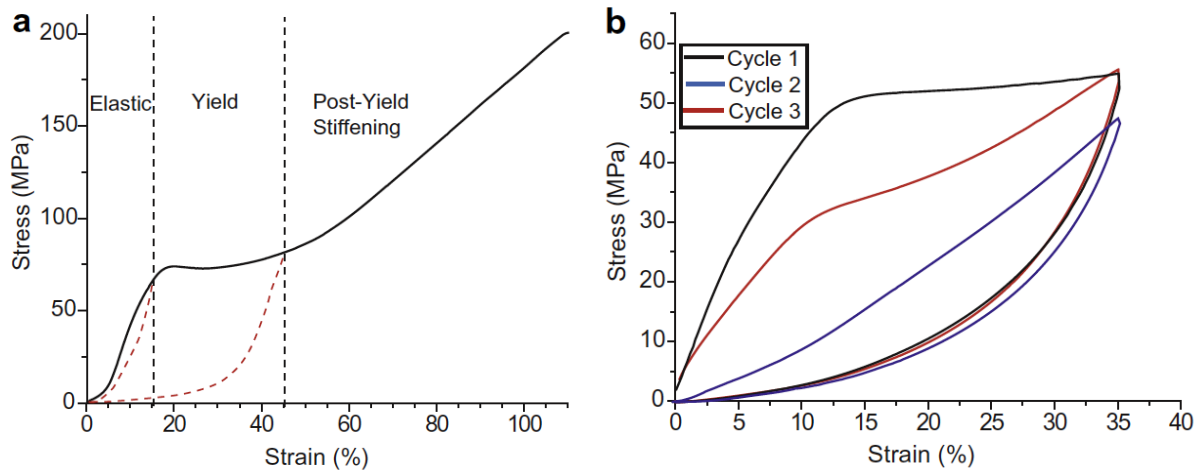 a
200
150
100
50
0
Stress (MPa)
Elastic
Yield
Post-Yield
Stiffening
0
20
40
60
80
100
Strain (%)
b
60
50
40
30
20
10
0
Stress (MPa)
Cycle 1
Cycle 2
Cycle 3
0
5
10
15
20
25
30
35
40
Strain (%)